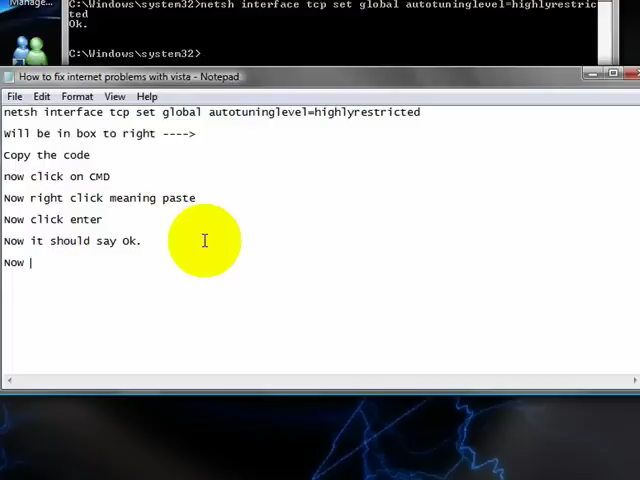 Manage...
C:\Windows\system32>netsh interface tcp set global autotuninglevel=highlyrestric
ted
Ok.
C:\Windows\system32>
How to fix internet problems with vista - Notepad
File Edit Format View Help
netsh interface tcp set global autotuninglevel=highlyrestricted
Will be in box to right ---->
Copy the code
now click on CMD
Now right click meaning paste
Now click enter
Now it should say Ok.
Now